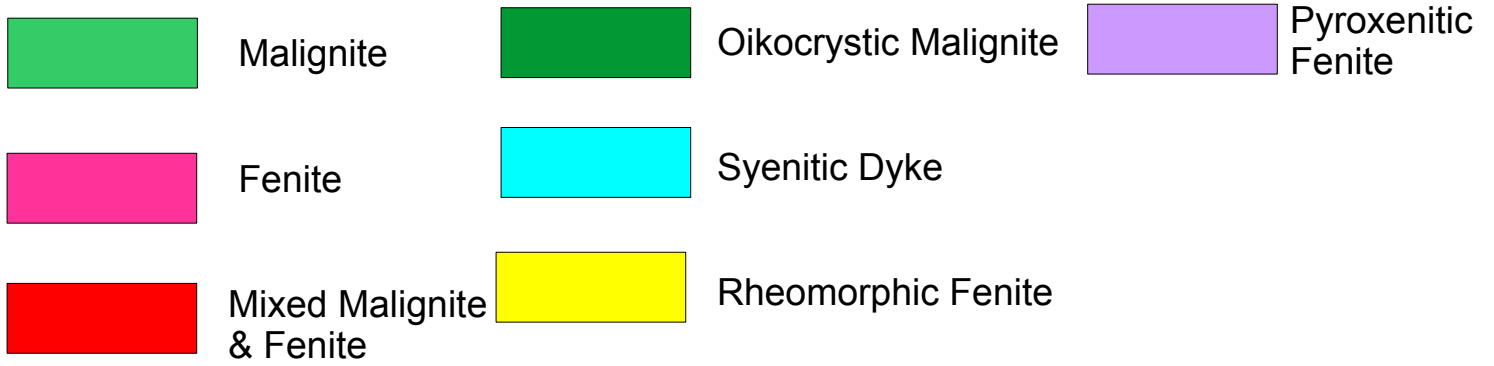 Malignite
Fenite
Mixed Malignite
& Fenite
Oikocrystic Malignite
Syenitic Dyke
Rheomorphic Fenite
Pyroxenitic
Fenite